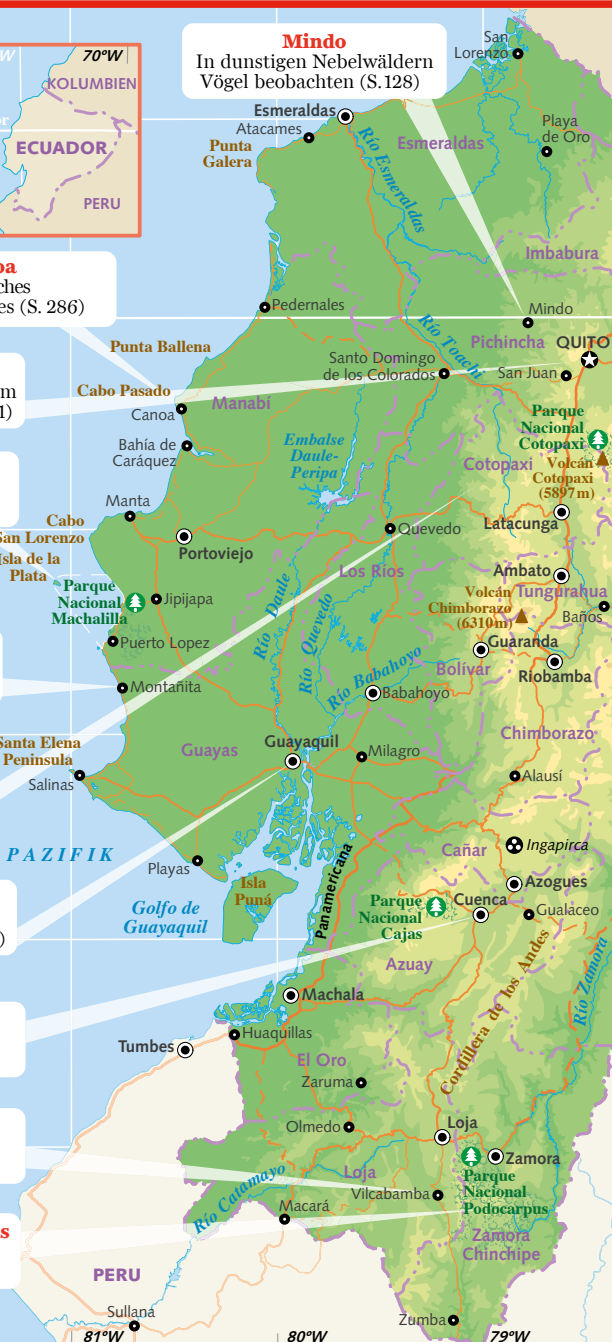 Mindo
In dunstigen Nebelwäldern
Vögel beobachten (S. 128)
70°W
KOLUMBIEN
ECUADOR
PERU
San
Lorenzo
Esmeraldas
Atacames
Punta
Galera
Río Esmeraldas
Esmeraldas
Playa
de Oro
Imbabura
(S. 286)
Pedernales
Mindo
Río Toachi
Pichincha
QUITO
Punta Ballena
Santo Domingo
de los Colorados
San Juan
Cabo Pasado
Canoa
Manabí
Parque
Nacional
Cotopaxi
Bahía de
Caráquez
Embalse
Daule-
Peripa
Cotopaxi
Volcán
Cotopaxi
(5897m)
Manta
Cabo
San Lorenzo
Portoviejo
Quevedo
Latacunga
Isla de la
Plata
Parque
Nacional
Machalilla
Jipijapa
Los Ríos
Ambato
Tungurahua
Volcán
Chimborazo
(6310m)
Baños
Río Daule
Río Quevedo
Puerto Lopez
Guaranda
Río Babahoyo
Bolívar
Riobamba
Montañita
Babahoyo
Chimborazo
Santa Elena
Peninsula
Guayas
Guayaquil
Milagro
Salinas
Alausí
PAZIFIK
Playas
Cañar
Ingapirca
Isla
Puná
Panamericana
Azogues
Golfo de
Guayaquil
Parque
Nacional
Cajas
Cuenca
Gualaceo
Azuay
Cordillera de los Andes
Río Zamora
Machala
Huaquillas
Tumbes
El Oro
Zaruma
Olmedo
Loja
Zamora
Loja
Parque
Nacional
Podocarpus
Río Catamayo
Vilcabamba
Macará
Zamora
Chinchipe
PERU
Sullana
Zumba
81°W
80°W
79°W